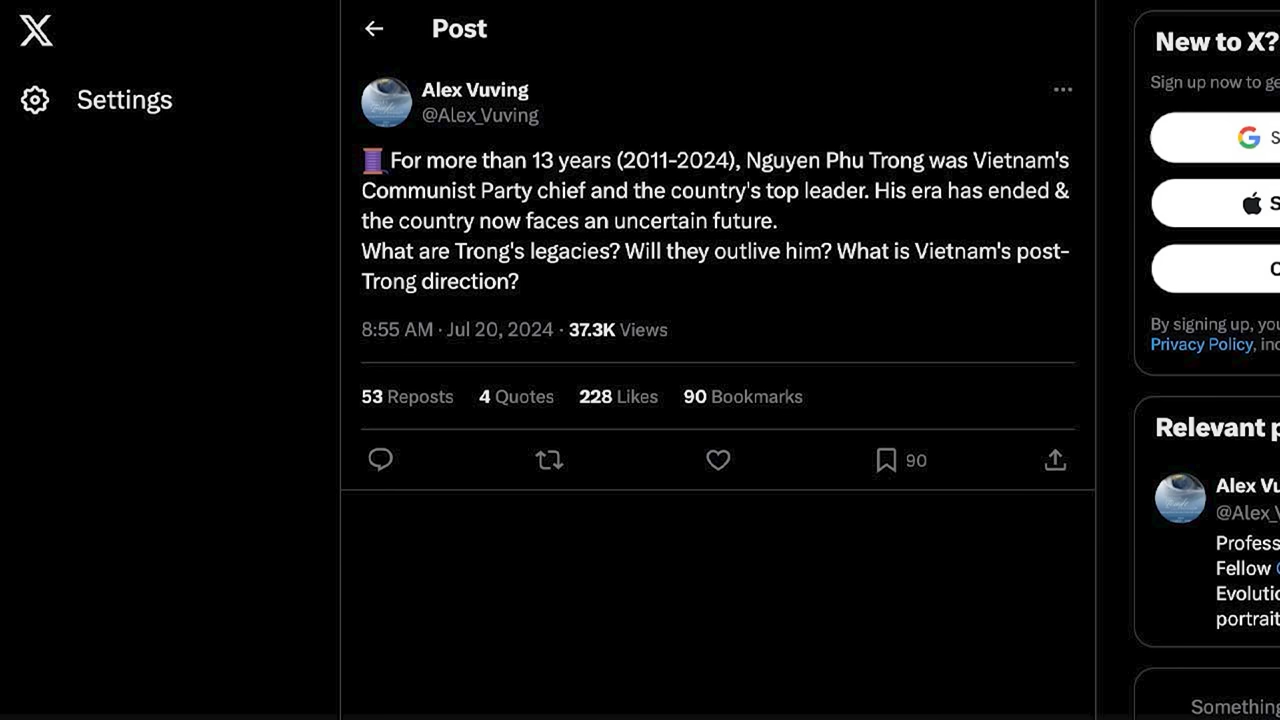 Settings
Post
Alex Vuving
@Alex_Vuving
For more than 13 years (2011-2024), Nguyen Phu Trong was Vietnam's
Communist Party chief and the country's top leader. His era has ended &
the country now faces an uncertain future.
What are Trong's legacies? Will they outlive him? What is Vietnam's post-
Trong direction?
8:55 AM · Jul 20, 2024 · 37.3K Views
53 Reposts 4 Quotes 228 Likes 90 Bookmarks
90
New to X?
Sign up now to ge
S
S
C
By signing up, you
Privacy Policy, inc
Relevant p
Alex Vu
@Alex_V
Profess
Fellow
Evolutio
portrait
Something